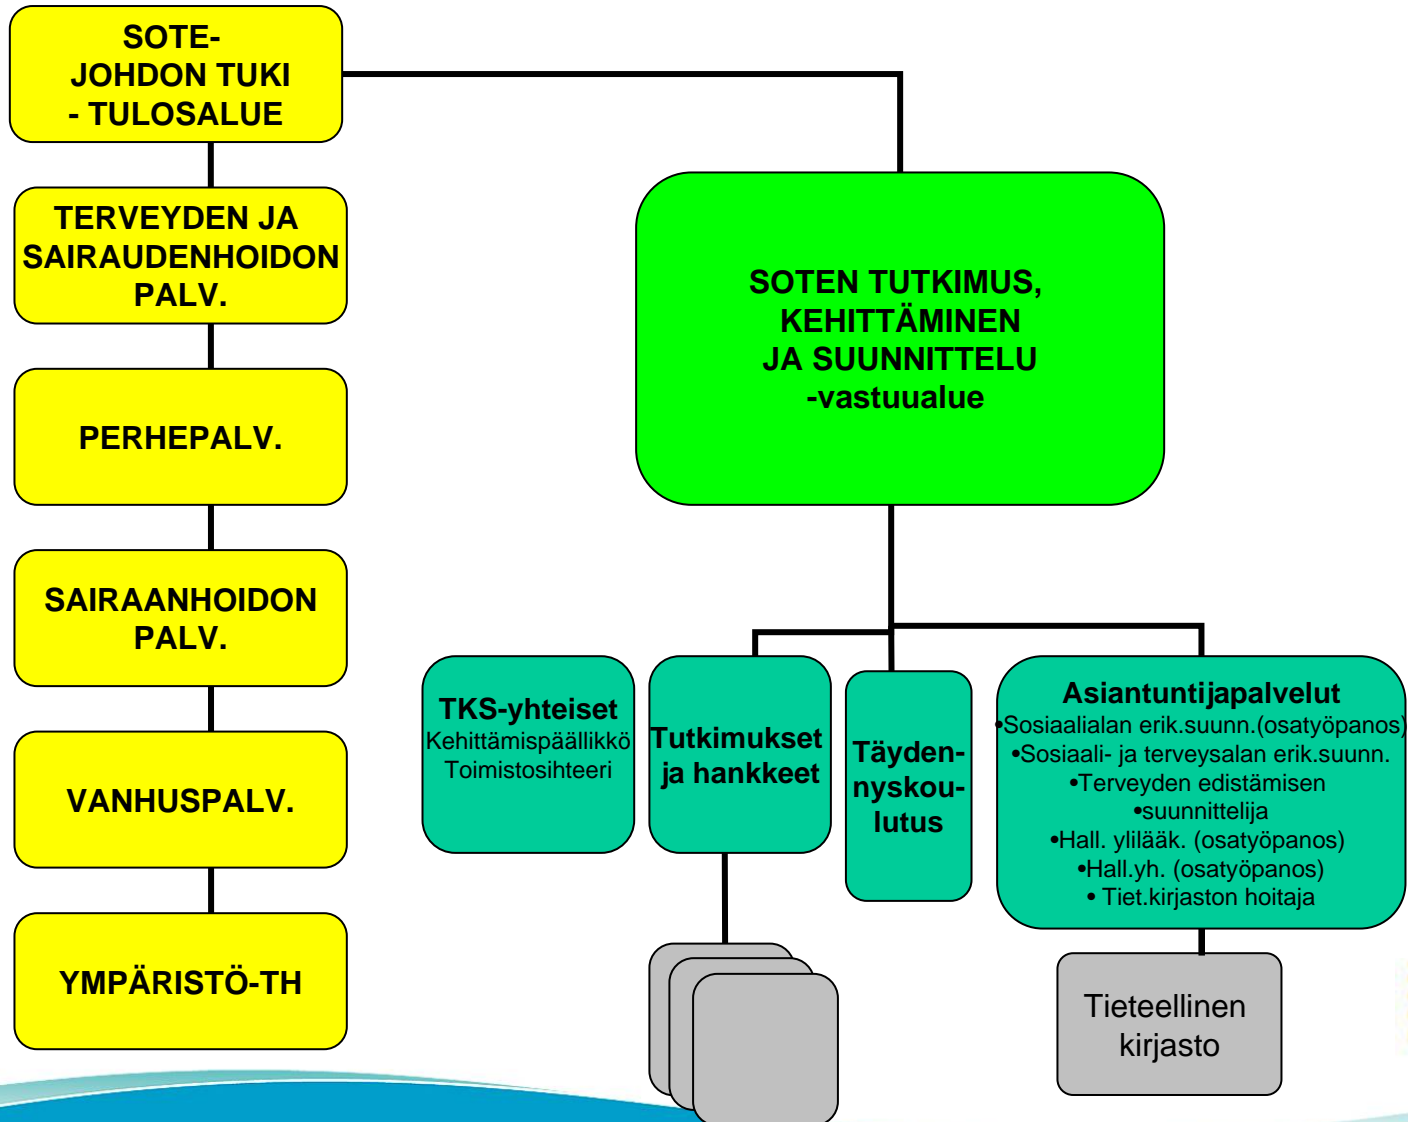 SOTE-
JOHDON TUKI
- TULOSALUE
TERVEYDEN JA
SAIRAUDENHOIDON
PALV.
PERHEPALV.
SAIRAANHOIDON
PALV.
VANHUSPALV.
YMPÄRISTÖ-TH
SOTEN TUTKIMUS,
KEHITTÄMINEN
JA SUUNNITTELU
-vastuualue
TKS-yhteiset
Kehittämispäällikkö
Toimistosihteeri
Tutkimukset
ja hankkeet
Täyden-
nyskou-
lutus
Asiantuntijapalvelut
•Sosiaalialan erik.suunn.(osatyöpanos)
•Sosiaali- ja terveysalan erik.suunn.
•Terveyden edistämisen
•suunnittelija
•Hall. ylilääk. (osatyöpanos)
•Hall.yh. (osatyöpanos)
• Tiet.kirjaston hoitaja
Tieteellinen
kirjasto